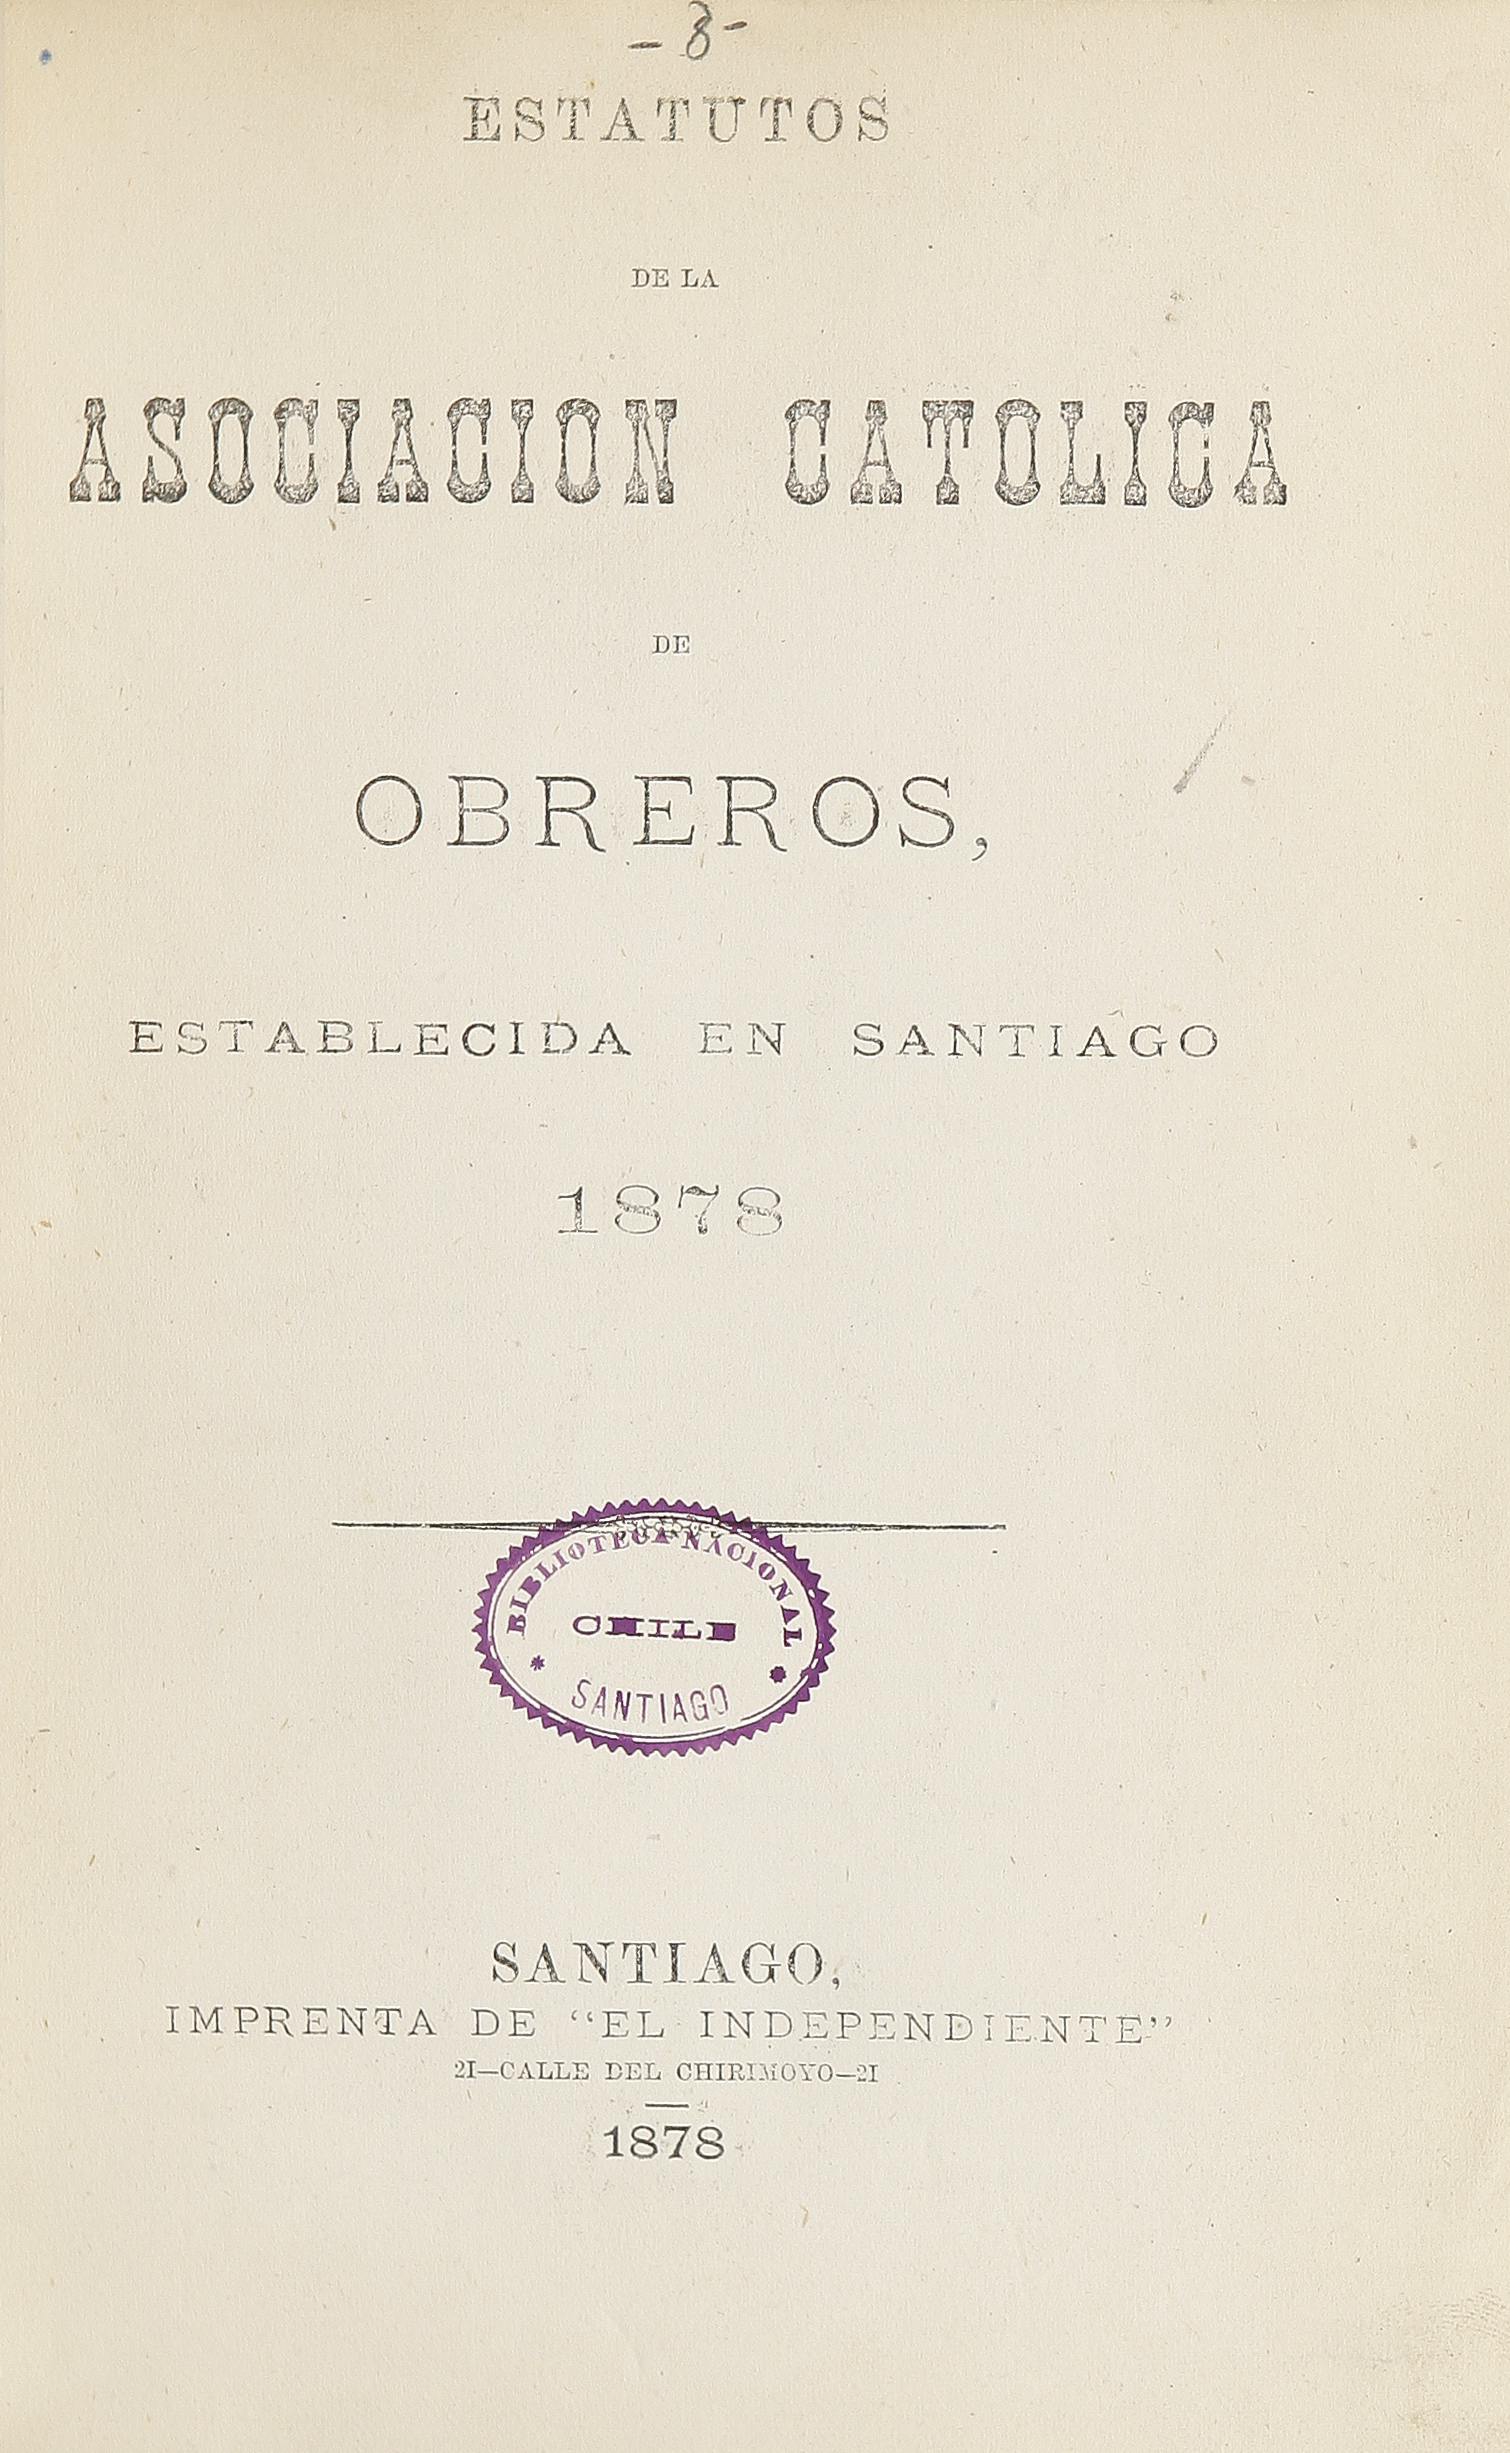 - 8 -
ESTATUTOS
DE LA
ASOCIACION CATOLICA
DE
OBREROS,
ESTABLECIDA EN SANTIAGO
1878
BIBLIOTECA NACIONAL
CHILE
* SANTIAGO *
SANTIAGO,
IMPRENTA DE “EL INDEPENDIENTE”
21—CALLE DEL CHIRIMOYO—21
1878